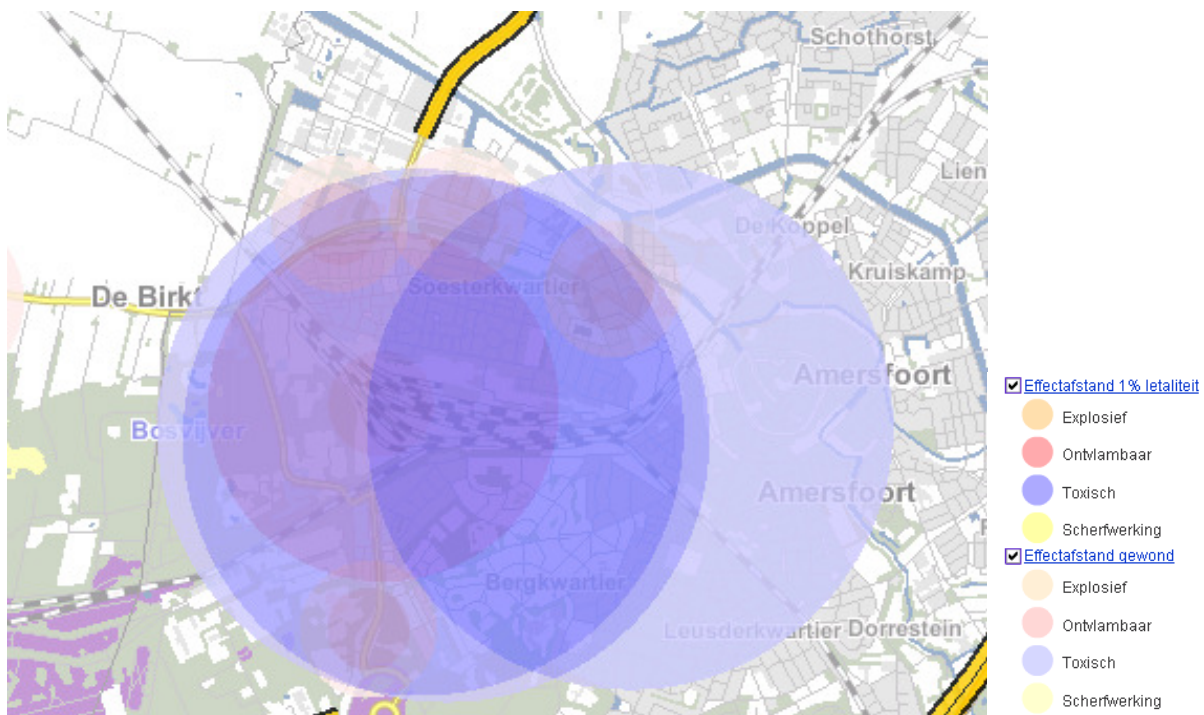 Schothorst
Lien
De Koppel
Kruiskamp
De Birkt
Soesterkwartier
Amersfoort
Bosvijver
Amersfoort
Bergkwartier
Leusderkwartier Dorrestein
Effectafstand 1% letaliteit
Explosief
Ontvlambaar
Toxisch
Scherfwerking
Effectafstand gewond
Explosief
Ontvlambaar
Toxisch
Scherfwerking